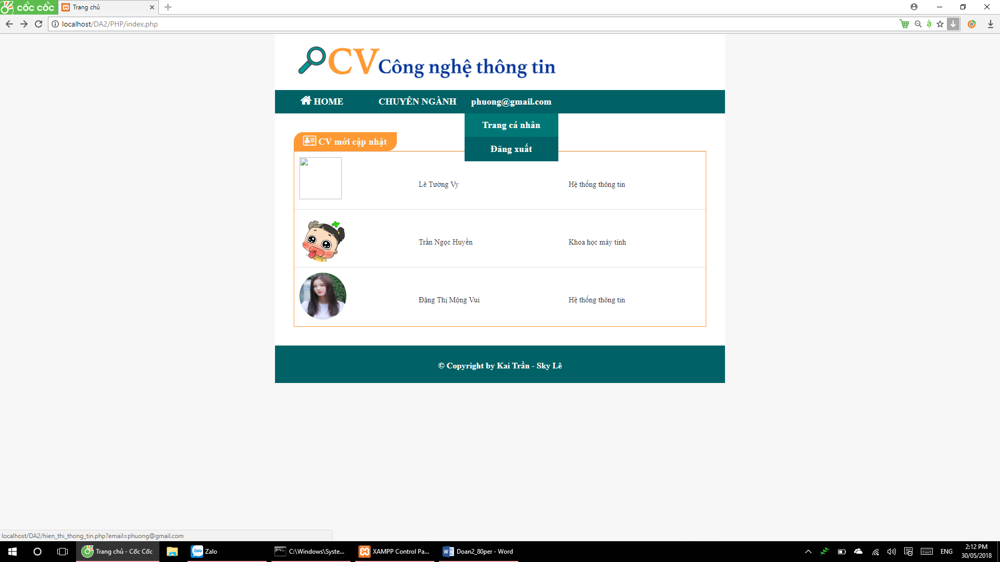 cốc cốc
Trang chủ
localhost/DA2/PHP/index.php
CV Công nghệ thông tin
HOME CHUYÊN NGÀNH phuong@gmail.com
Trang cá nhân
Đăng xuất
CV mới cập nhật
Lê Tường Vy Hệ thống thông tin
Trần Ngọc Huyền Khoa học máy tính
Đặng Thị Mộng Vui Hệ thống thông tin
© Copyright by Kai Trần - Sky Lê
localhost/DA2/hien_thi_thong_tin.php?email=phuong@gmail.com
Trang chủ - Cốc Cốc
Zalo
Zalo
C:\Windows\Syste...
XAMPP Control Pa...
Doan2_80per - Word
ENG
2:12 PM
30/05/2018